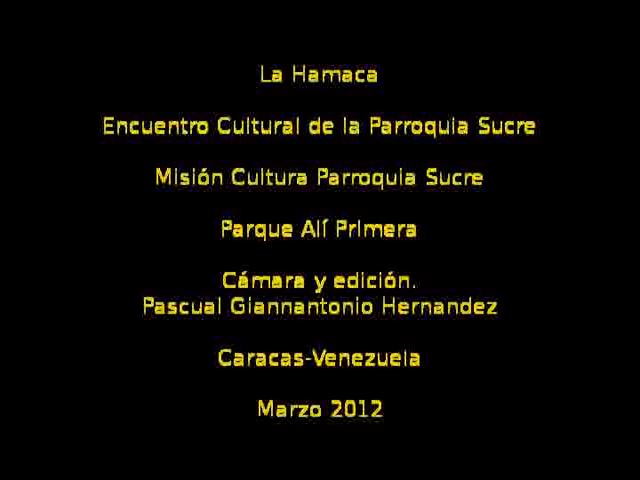 La Hamaca
Encuentro Cultural de la Parroquia Sucre
Misión Cultura Parroquia Sucre
Parque Alí Primera
Cámara y edición.
Pascual Giannantonio Hernandez
Caracas-Venezuela
Marzo 2012